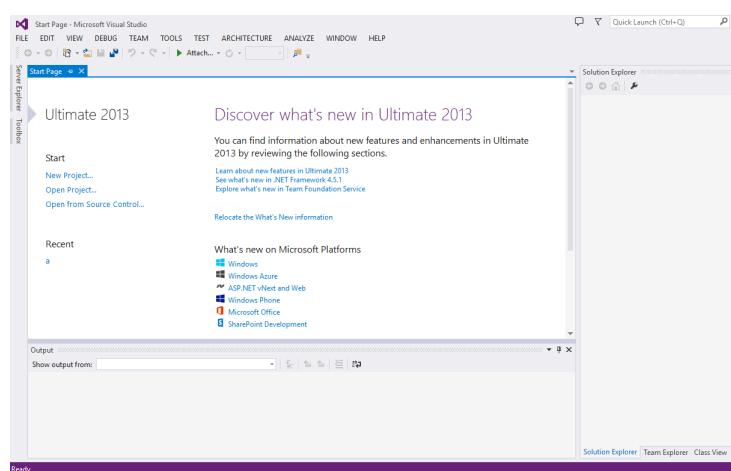 Start Page - Microsoft Visual Studio
Quick Launch (Ctrl+Q)
FILE EDIT VIEW DEBUG TEAM TOOLS TEST ARCHITECTURE ANALYZE WINDOW HELP
Attach...
Server Explorer
Toolbox
Start Page
Ultimate 2013
Start
New Project...
Open Project...
Open from Source Control...
Recent
a
Discover what's new in Ultimate 2013
You can find information about new features and enhancements in Ultimate
2013 by reviewing the following sections.
Learn about new features in Ultimate 2013
See what's new in .NET Framework 4.5.1
Explore what's new in Team Foundation Service
Relocate the What's New information
What's new on Microsoft Platforms
Windows
Windows Azure
ASP.NET vNext and Web
Windows Phone
Microsoft Office
SharePoint Development
Solution Explorer
Output
Show output from:
Solution Explorer Team Explorer Class View
Ready